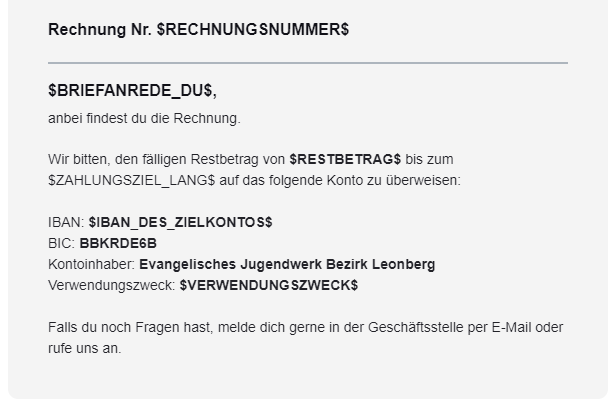 Rechnung Nr. $RECHNUNGSNUMMER$
$BRIEFANREDE_DU$,
anbei findest du die Rechnung.
Wir bitten, den fälligen Restbetrag von $RESTBETRAG$ bis zum
$ZAHLUNGSZIEL_LANG$ auf das folgende Konto zu überweisen:
IBAN: $IBAN_DES_ZIELKONTOS$
BIC: BBKRDE6B
Kontoinhaber: Evangelisches Jugendwerk Bezirk Leonberg
Verwendungszweck: $VERWENDUNGSZWECK$
Falls du noch Fragen hast, melde dich gerne in der Geschäftsstelle per E-Mail oder
rufe uns an.